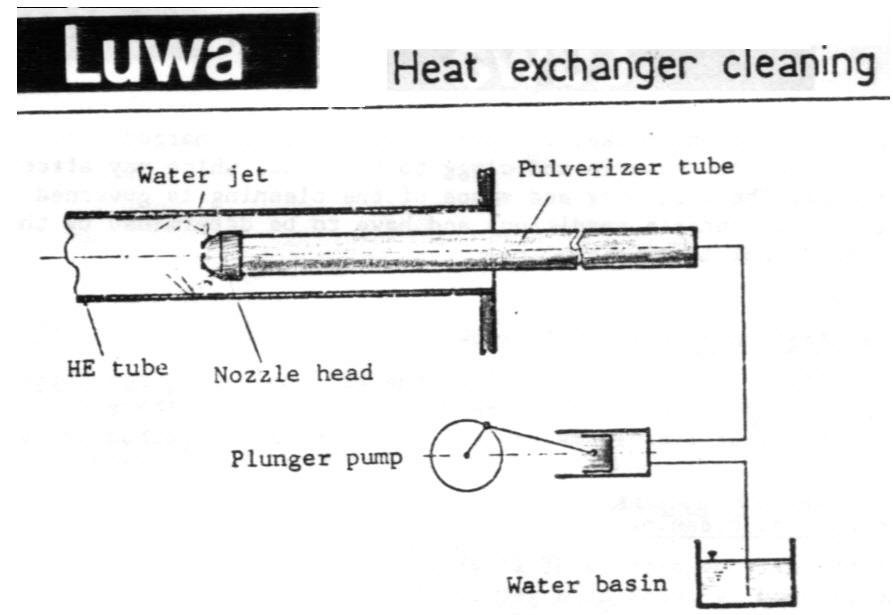 Luwa
Heat exchanger cleaning
Water jet
Pulverizer tube
HE tube
Nozzle head
Plunger pump
Water basin